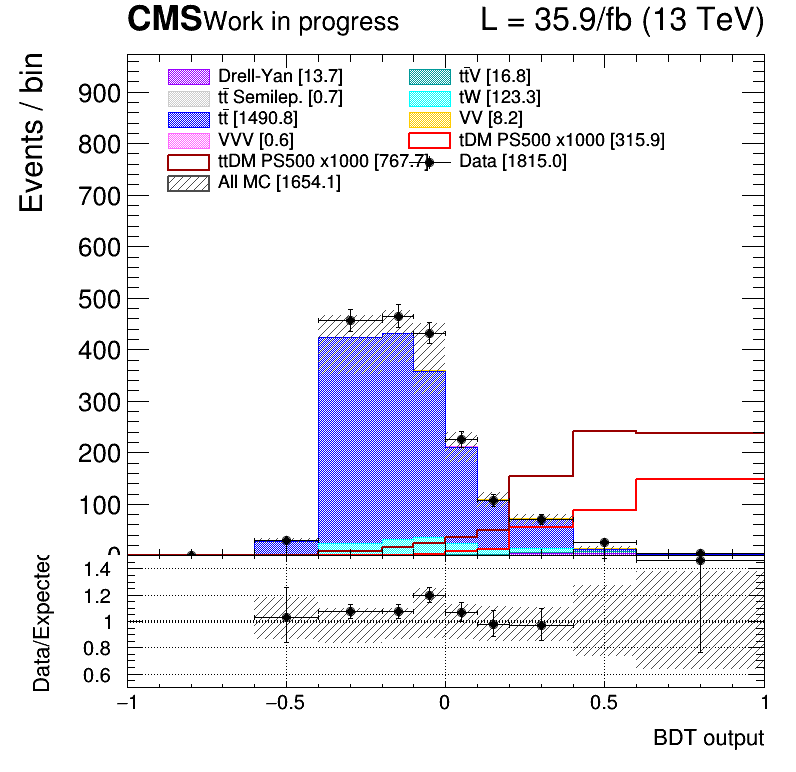 CMS Work in progress L = 35.9/fb (13 TeV)
Events / bin
Drell-Yan [13.7] tt̄V [16.8]
tt̄ Semilep. [0.7] tW [123.3]
tt̄ [1490.8] VV [8.2]
VVV [0.6] tDM PS500 x1000 [315.9]
ttDM PS500 x1000 [767.7] Data [1815.0]
All MC [1654.1]
900
800
700
600
500
400
300
200
100
0
Data/Expected
1.4
1.2
1
0.8
0.6
−1 −0.5 0 0.5 1
BDT output